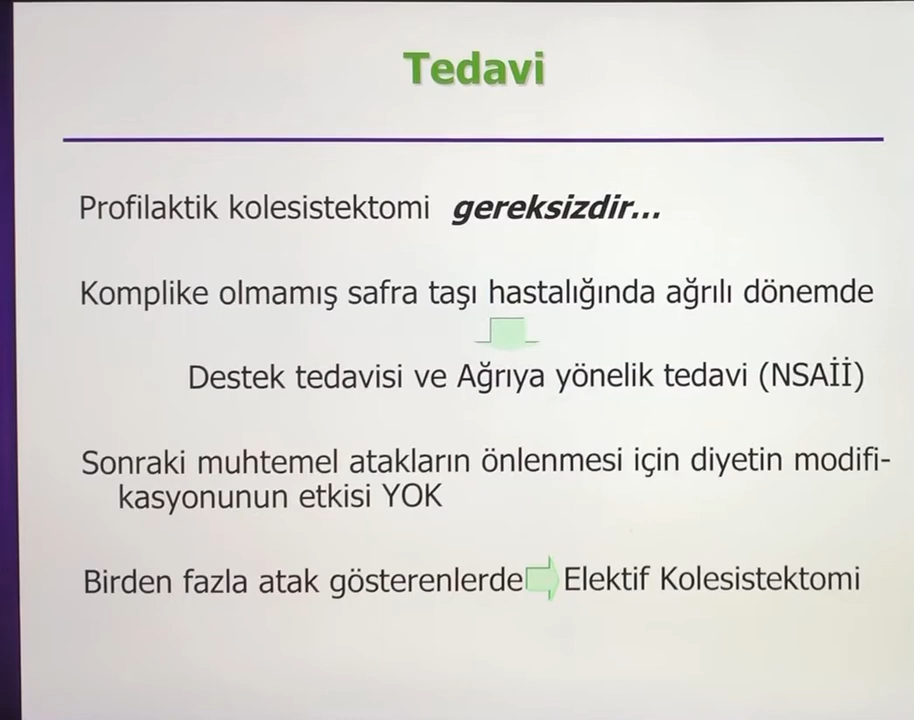 Tedavi
Profilaktik kolesistektomi gereksizdir...
Komplike olmamış safra taşı hastalığında ağrılı dönemde
Destek tedavisi ve Ağrıya yönelik tedavi (NSAİİ)
Sonraki muhtemel atakların önlenmesi için diyetin modifi-
kasyonunun etkisi YOK
Birden fazla atak gösterenlerde Elektif Kolesistektomi